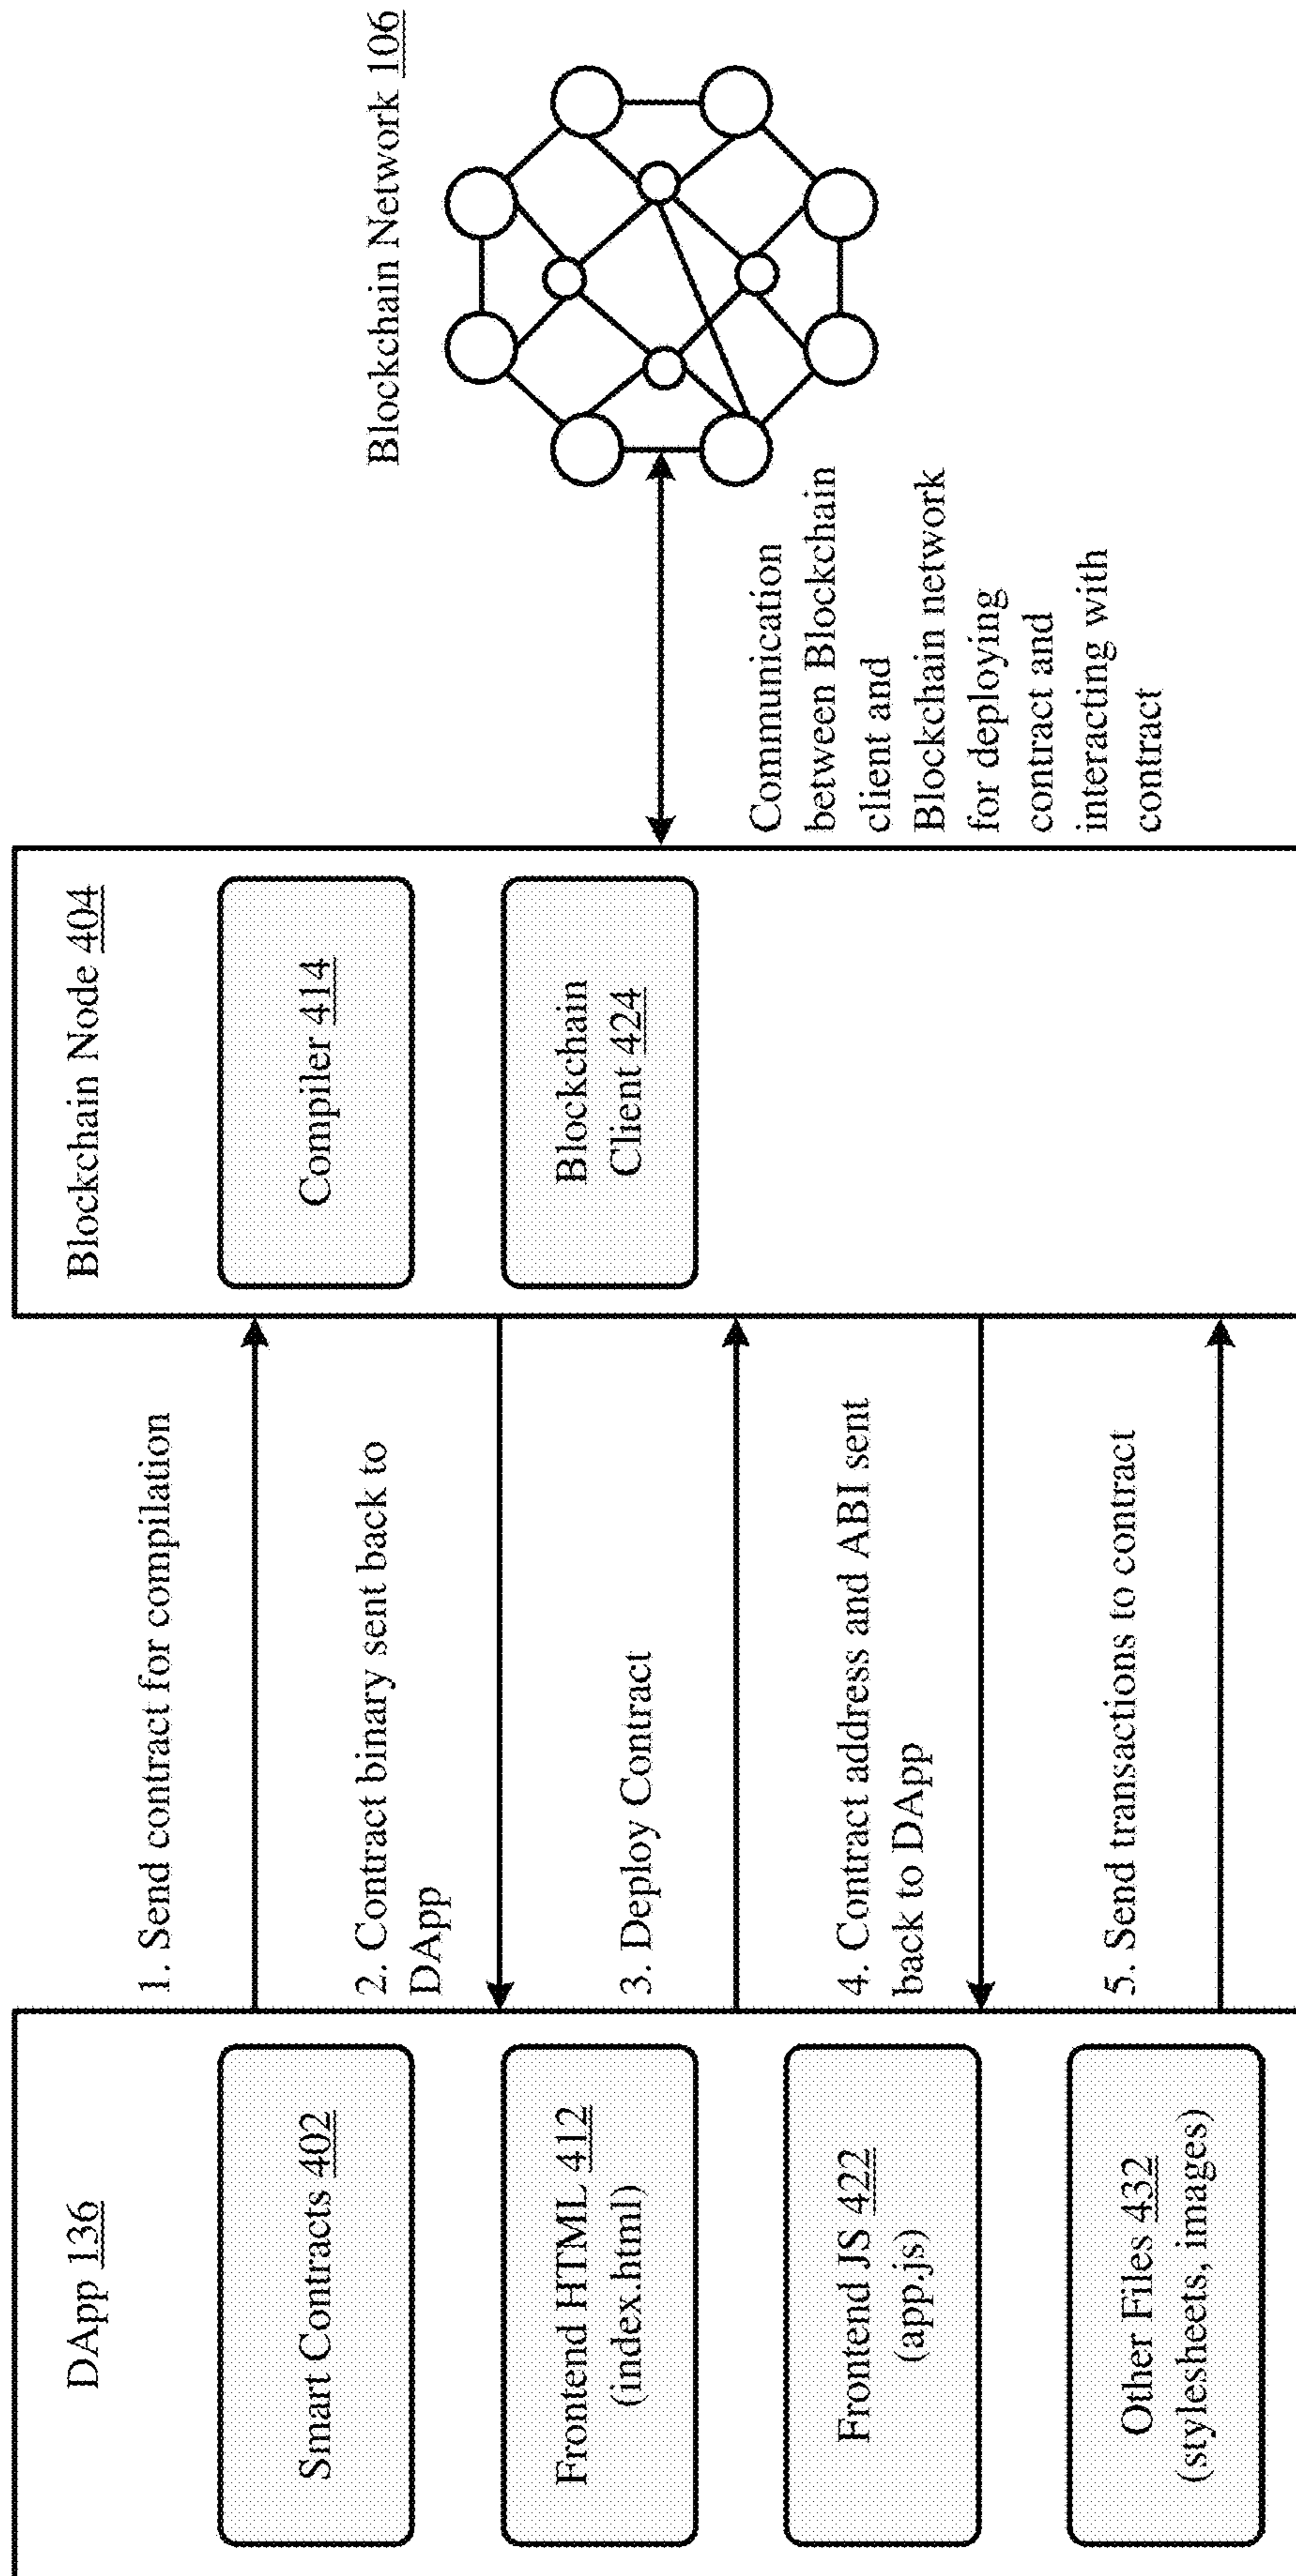 DApp 136
Smart Contracts 402
Frontend HTML 412
(index.html)
Frontend JS 422
(app.js)
Other Files 432
(stylesheets, images)
1. Send contract for compilation
2. Contract binary sent back to
DApp
3. Deploy Contract
4. Contract address and ABI sent
back to DApp
5. Send transactions to contract
Blockchain Node 404
Compiler 414
Blockchain
Client 424
Communication
between Blockchain
client and
Blockchain network
for deploying
contract and
interacting with
contract
Blockchain Network 106